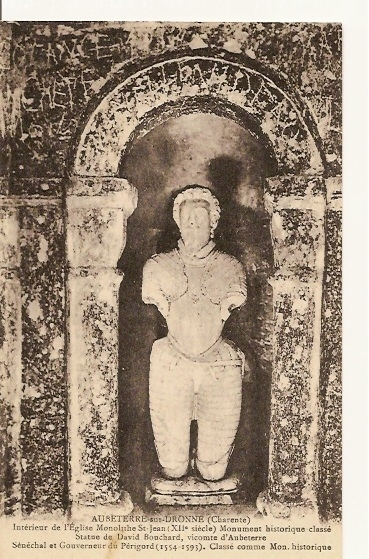 FANCE
AUBETERRE-sur-DRONNE (Charente)
Intérieur de l'Église Monolithe St-Jean (XIIe siècle) Monument historique classé
Statue de David Bouchard, vicomte d'Aubeterre
Sénéchal et Gouverneur du Périgord (1554-1593). Classé comme Mon. historique